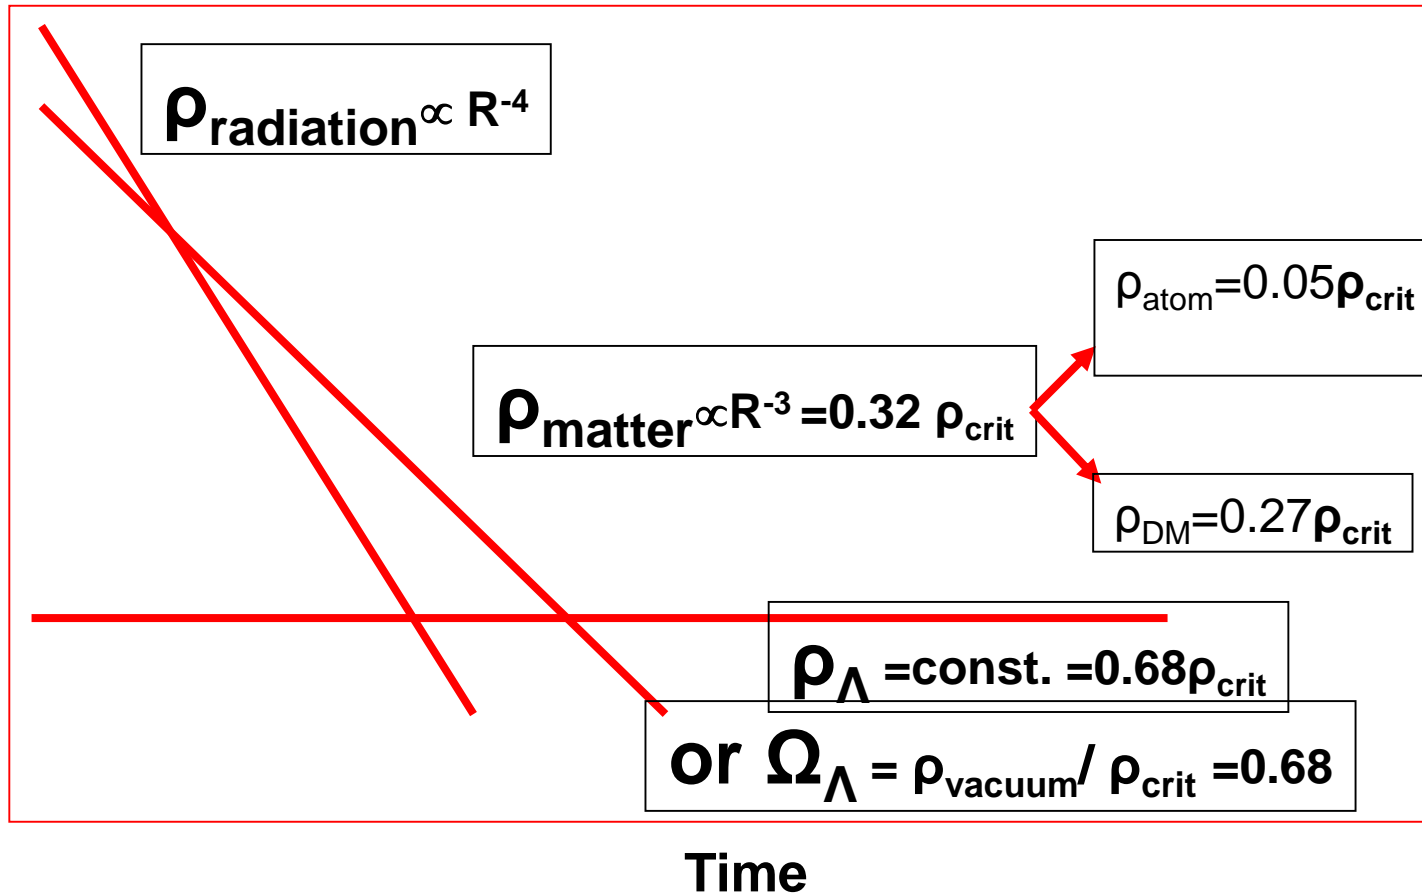 ρradiation∝ R-4
ρatom=0.05ρcrit
ρmatter∝R-3 =0.32 ρcrit
ρDM=0.27ρcrit
ρΛ =const. =0.68ρcrit
or ΩΛ = ρvacuum/ ρcrit =0.68
Time